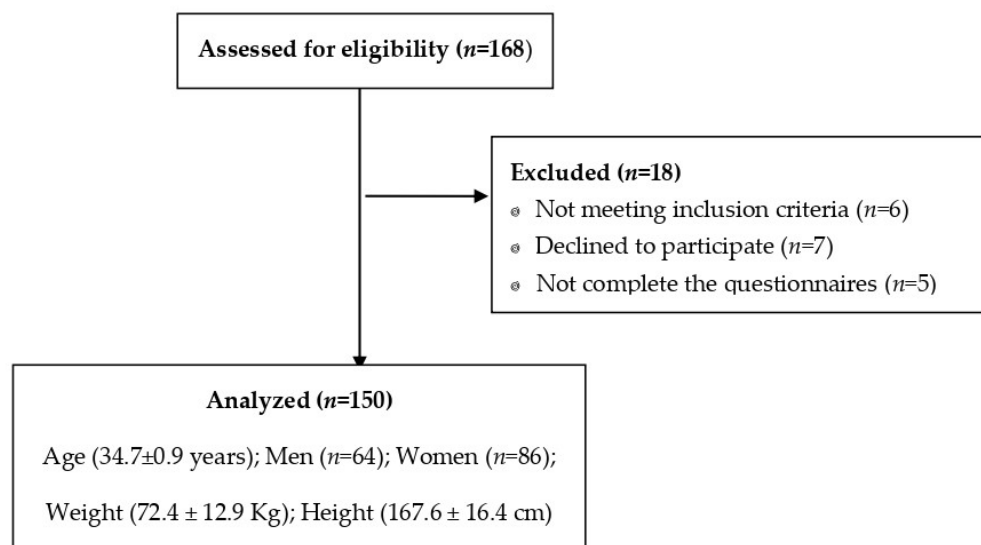 Assessed for eligibility (n=168)
Excluded (n=18)
Not meeting inclusion criteria (n=6)
Declined to participate (n=7)
Not complete the questionnaires (n=5)
Analyzed (n=150)
Age (34.7±0.9 years); Men (n=64); Women (n=86);
Weight (72.4 ± 12.9 Kg); Height (167.6 ± 16.4 cm)